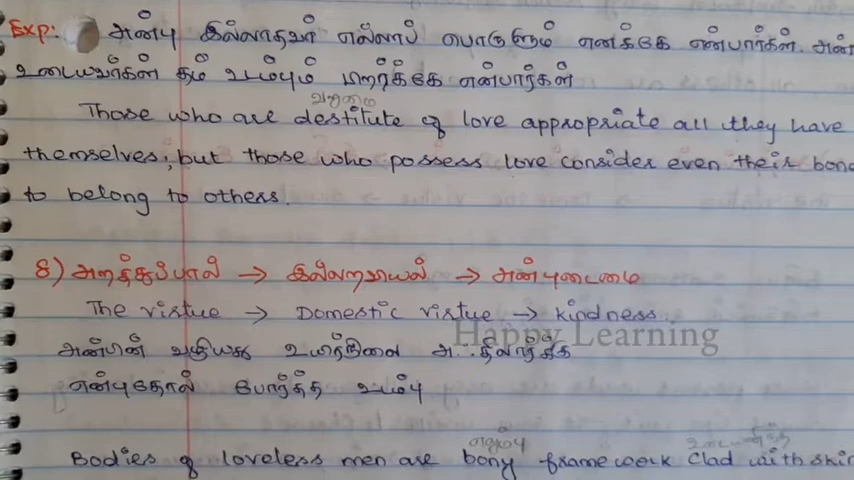 Exp: அன்பு இல்லாதவர் எல்லாப் பொருளும் எனக்கே என்பார்கள். அன்
உடையவர்கள் தம் உடம்பும் பிறர்க்கே என்பார்கள்
வறுமை
Those who are destitute of love appropriate all they have
themselves; but those who possess love consider even their bone
to belong to others.
8) அறத்துப்பால் → இல்லறவியல் → அன்புடைமை
The virtue → Domestic virtue → kindness.
Happy Learning
அன்பின் வழியது உயிர்நிலை அ.:திலார்க்கு
என்புதோல் போர்த்த உடம்பு
எலும்பு
Bodies of loveless men are bony framework clad with skin